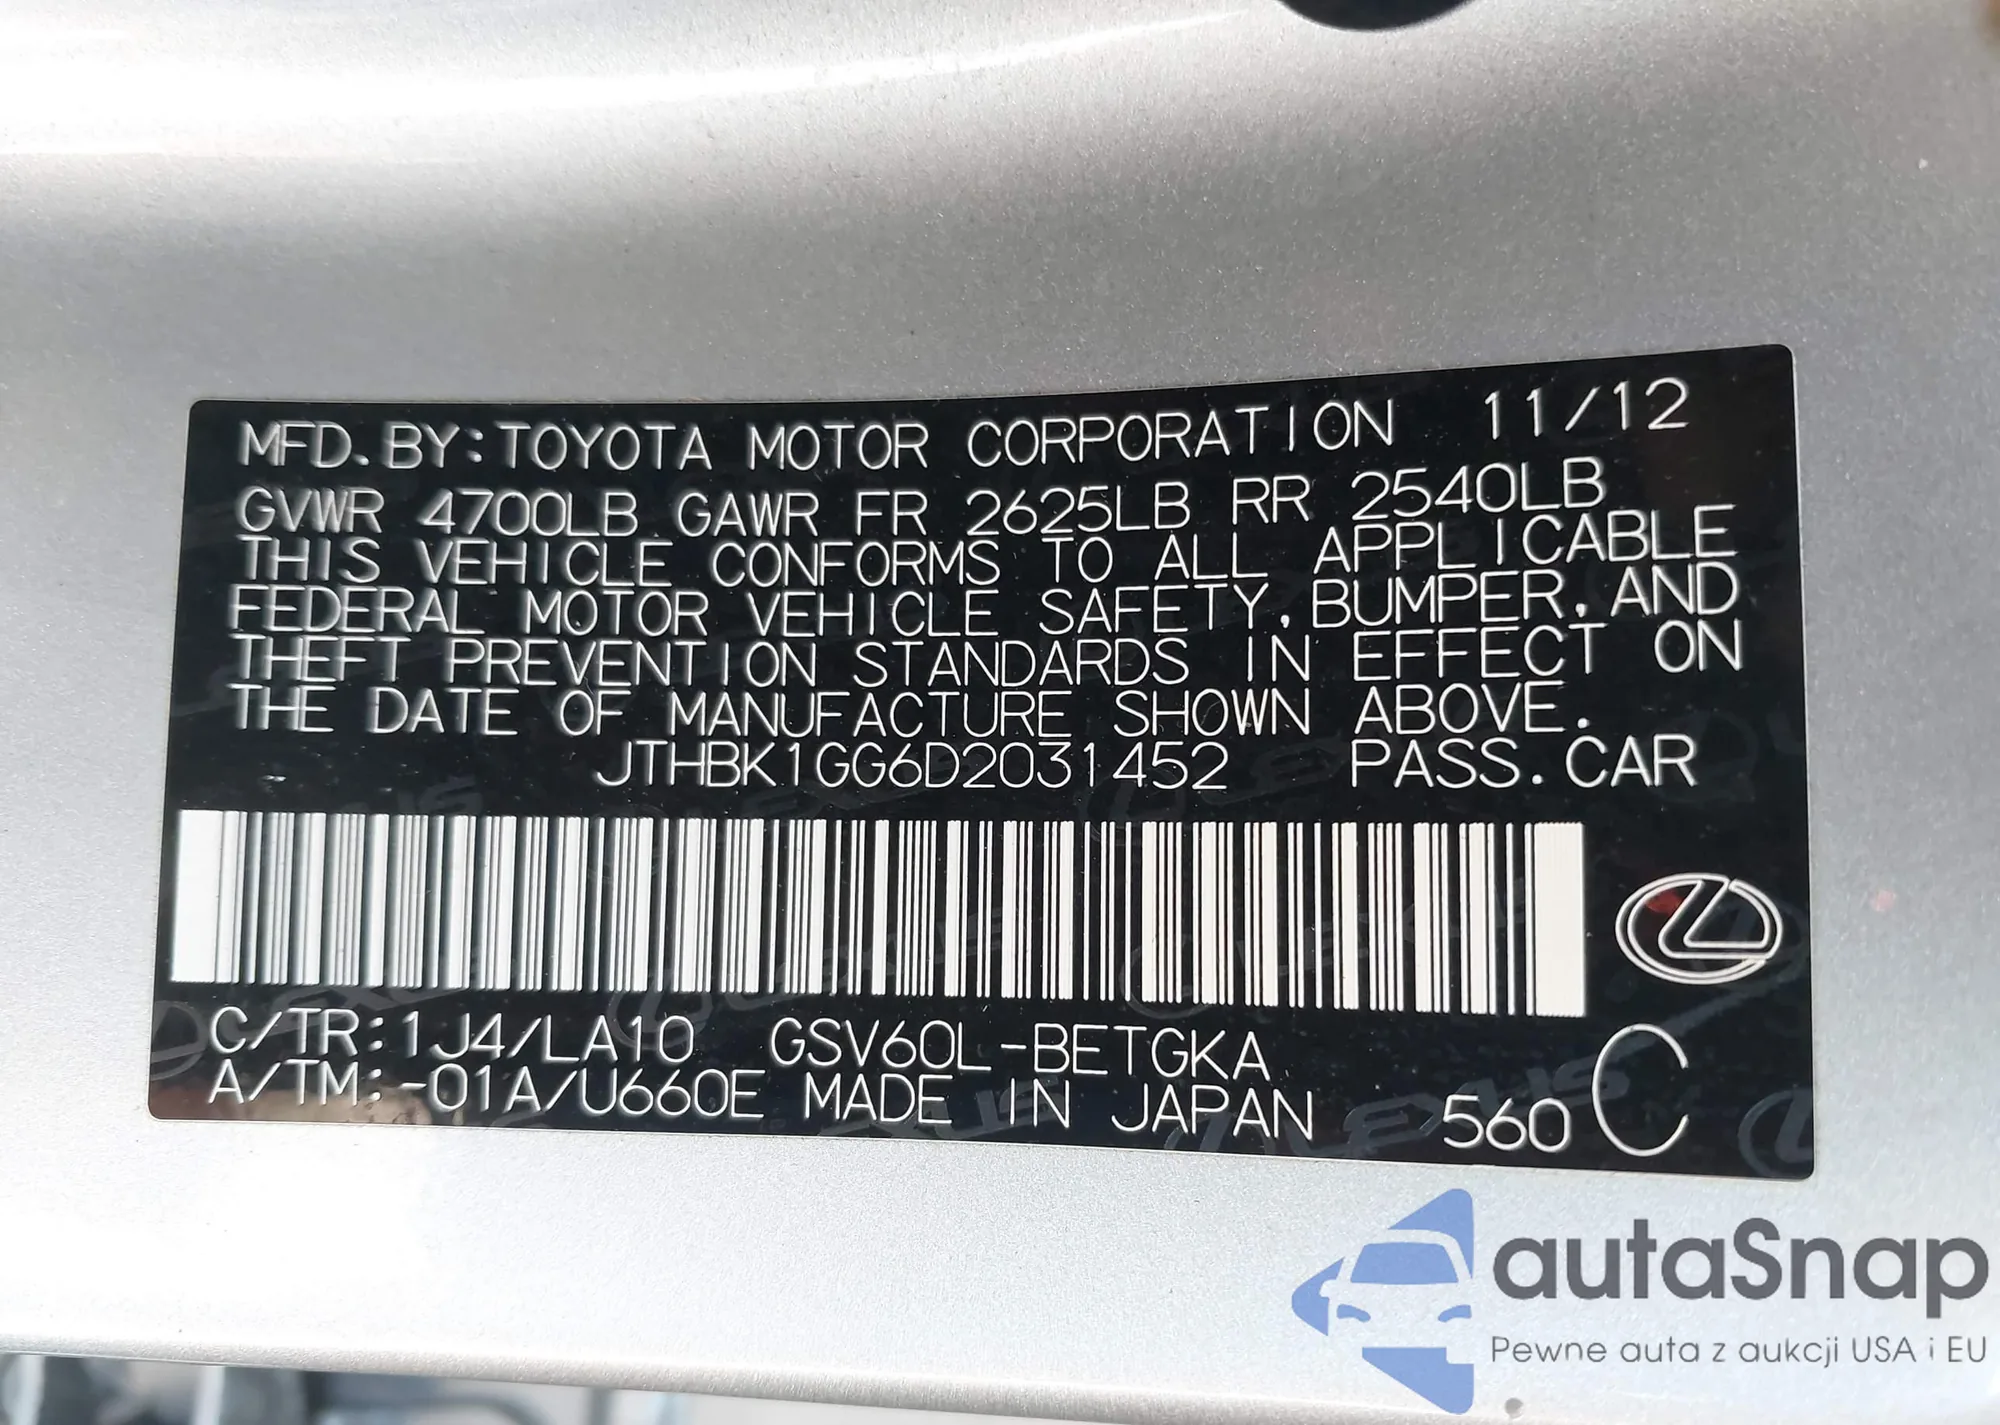 MFD.BY:TOYOTA MOTOR CORPORATION 11/12
GVWR 4700LB GAWR FR 2625LB RR 2540LB
THIS VEHICLE CONFORMS TO ALL APPLICABLE
FEDERAL MOTOR VEHICLE SAFETY, BUMPER, AND
THEFT PREVENTION STANDARDS IN EFFECT ON
THE DATE OF MANUFACTURE SHOWN ABOVE.
JTHBK1GG6D2031452 PASS.CAR
C/TR:1J4/LA10 GSV60L-BETGKA
A/TM:-01A/U660E MADE IN JAPAN 560 C
autaSnap
Pewne auta z aukcji USA i EU